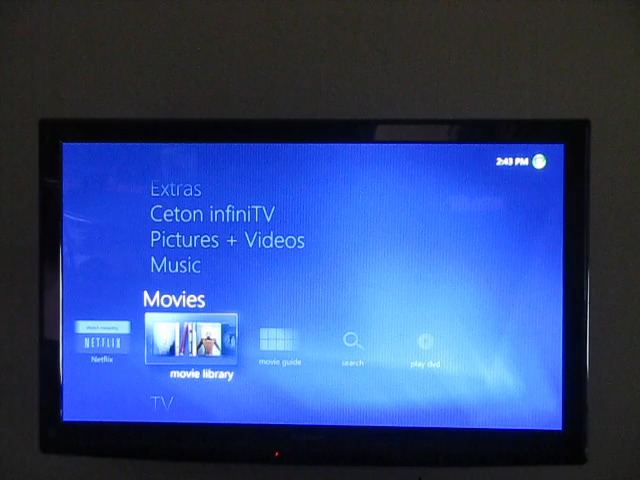 2:43 PM
Extras
Ceton infiniTV
Pictures + Videos
Music
Movies
NETFLIX
Netflix
movie library
movie guide
search
play dvd
TV